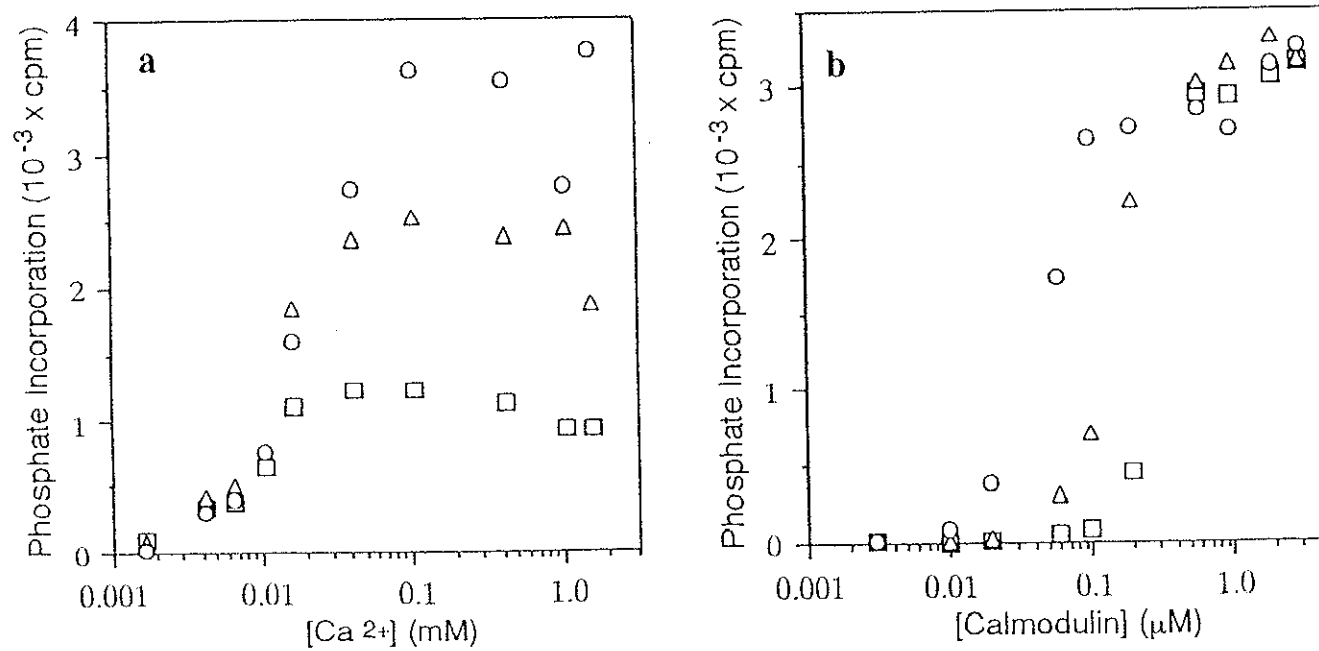 a
Phosphate Incorporation (10⁻³ x cpm)
4
3
2
1
0
0.001
0.01
0.1
1.0
[Ca 2+] (mM)
b
Phosphate Incorporation (10⁻³ x cpm)
3
2
1
0
0.001
0.01
0.1
1.0
[Calmodulin] (µM)